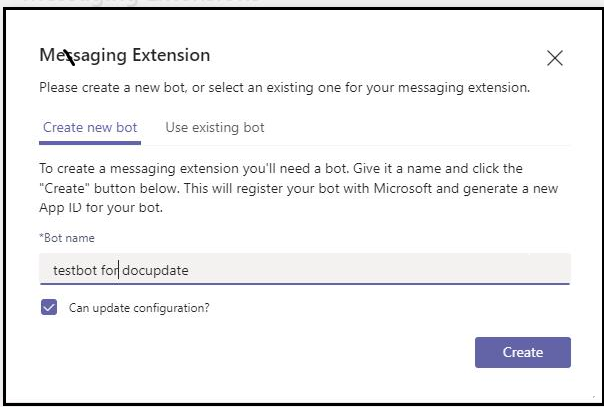 Messaging Extension
Please create a new bot, or select an existing one for your messaging extension.
Create new bot
Use existing bot
To create a messaging extension you'll need a bot. Give it a name and click the
"Create" button below. This will register your bot with Microsoft and generate a new
App ID for your bot.
*Bot name
testbot for docupdate
Can update configuration?
Create